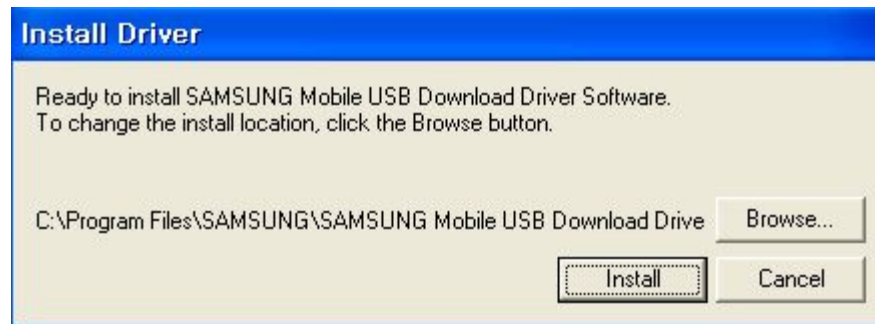 Install Driver
Ready to install SAMSUNG Mobile USB Download Driver Software.
To change the install location, click the Browse button.
C:\Program Files\SAMSUNG\SAMSUNG Mobile USB Download Drive
Browse...
Install
Cancel